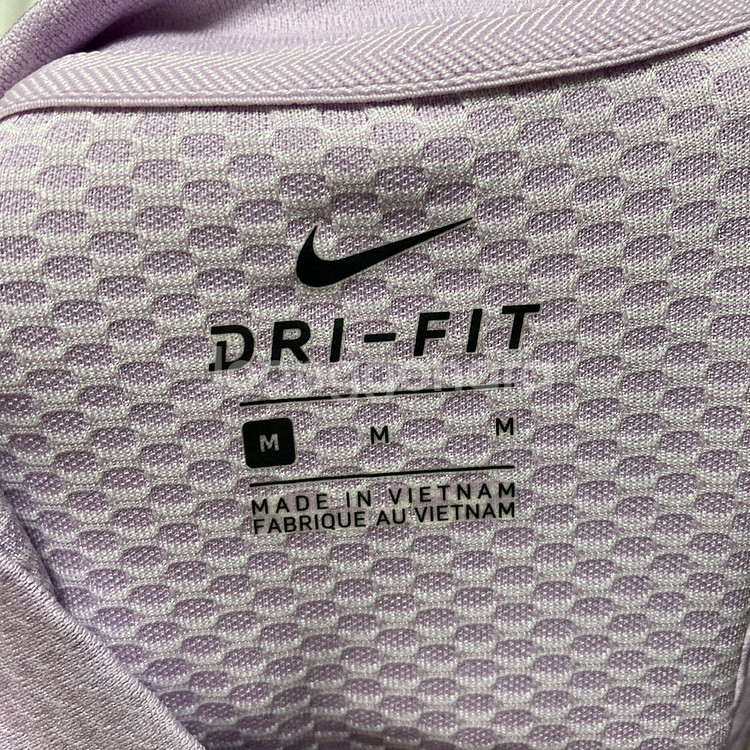 DRI-FIT
M M M
MADE IN VIETNAM
FABRIQUE AU VIETNAM